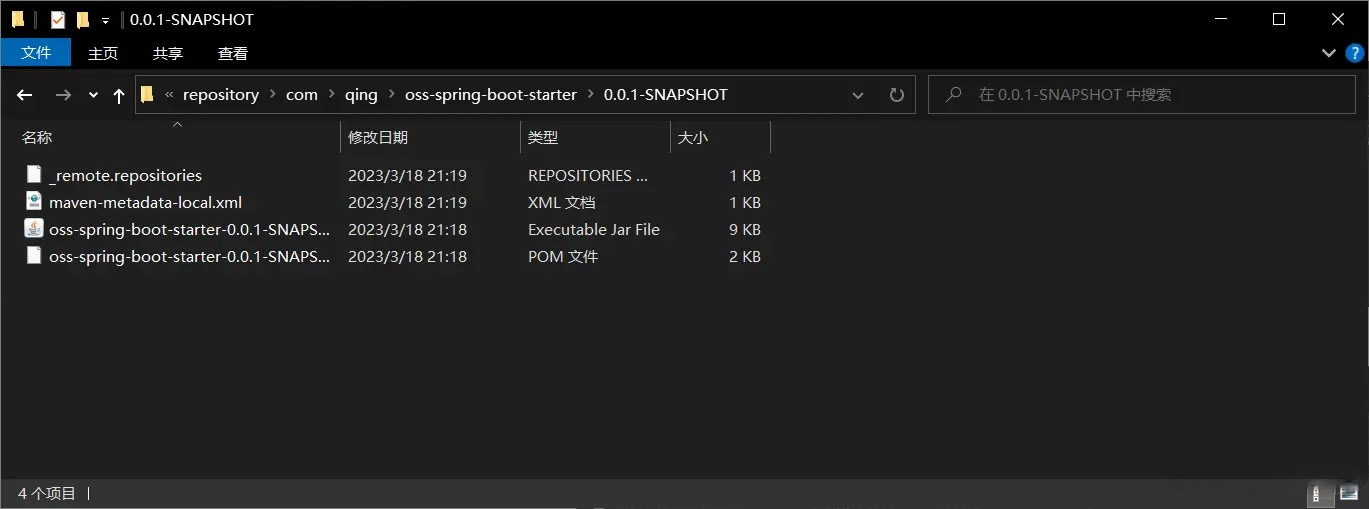 0.0.1-SNAPSHOT
文件 主页 共享 查看
« repository > com > qing > oss-spring-boot-starter > 0.0.1-SNAPSHOT 在 0.0.1-SNAPSHOT 中搜索
名称 修改日期 类型 大小
_remote.repositories 2023/3/18 21:19 REPOSITORIES ... 1 KB
maven-metadata-local.xml 2023/3/18 21:19 XML 文档 1 KB
oss-spring-boot-starter-0.0.1-SNAPS... 2023/3/18 21:18 Executable Jar File 9 KB
oss-spring-boot-starter-0.0.1-SNAPS... 2023/3/18 21:18 POM 文件 2 KB
4 个项目